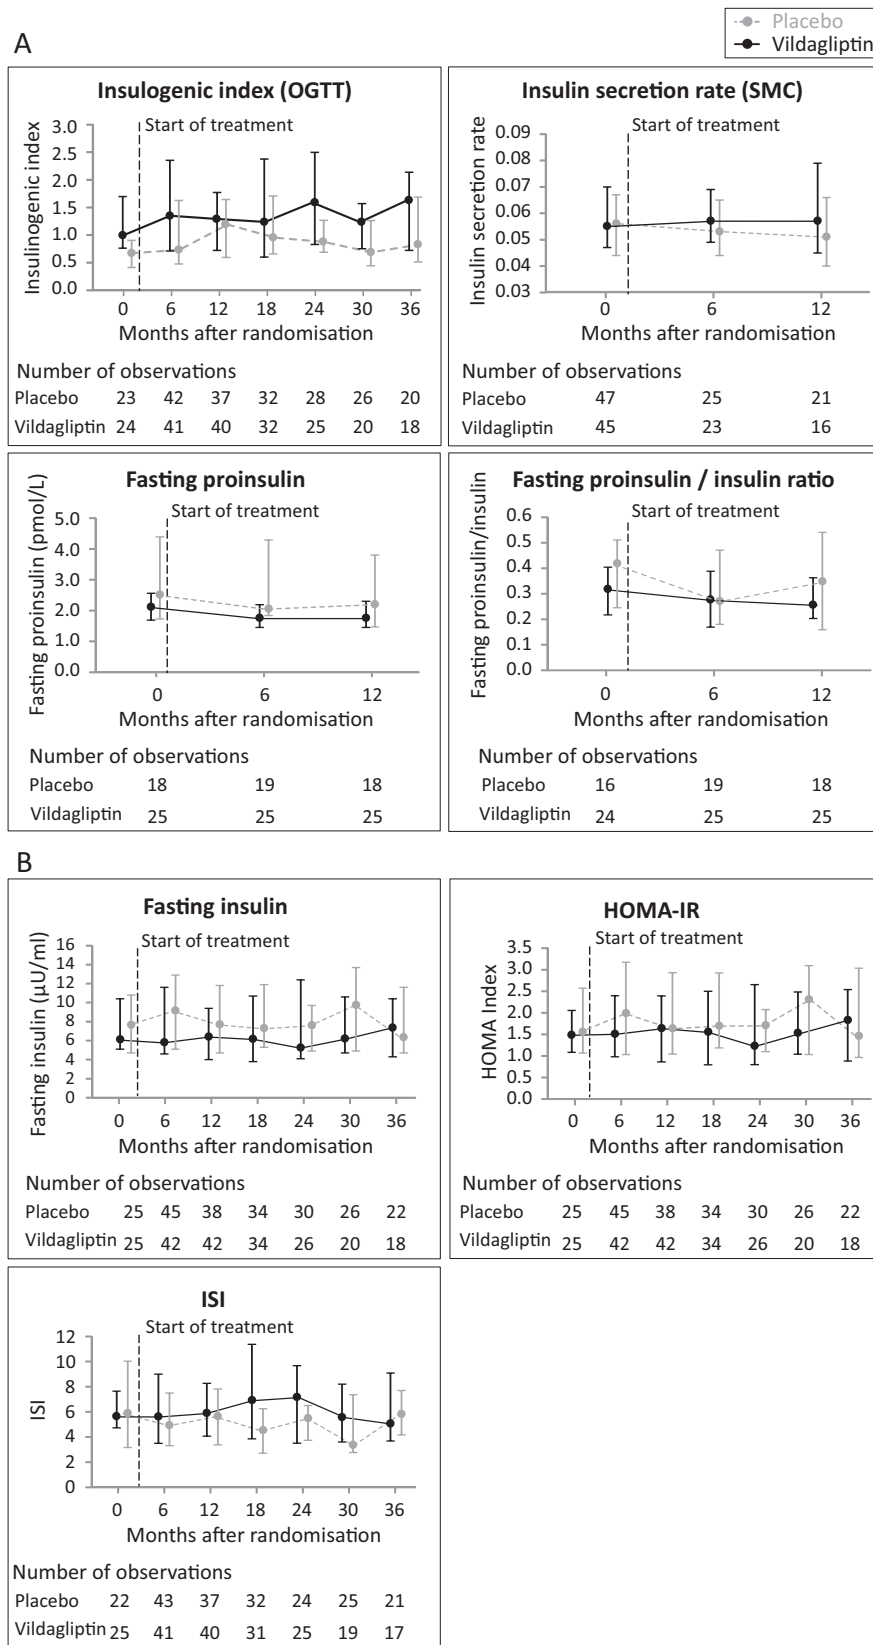 Placebo
Vildagliptin
A
Insulogenic index (OGTT)
Start of treatment
Insulinogenic index
3.0
2.5
2.0
1.5
1.0
0.5
0.0
0 6 12 18 24 30 36
Months after randomisation
Number of observations
Placebo 23 42 37 32 28 26 20
Vildagliptin 24 41 40 32 25 20 18
Insulin secretion rate (SMC)
Start of treatment
Insulin secretion rate
0.09
0.08
0.07
0.06
0.05
0.04
0.03
0 6 12
Months after randomisation
Number of observations
Placebo 47 25 21
Vildagliptin 45 23 16
Fasting proinsulin
Start of treatment
Fasting proinsulin (pmol/L)
5.0
4.0
3.0
2.0
1.0
0.0
0 6 12
Months after randomisation
Number of observations
Placebo 18 19 18
Vildagliptin 25 25 25
Fasting proinsulin / insulin ratio
Start of treatment
Fasting proinsulin/insulin
0.6
0.5
0.4
0.3
0.2
0.1
0.0
0 6 12
Months after randomisation
Number of observations
Placebo 16 19 18
Vildagliptin 24 25 25
B
Fasting insulin
Start of treatment
Fasting insulin (µU/ml)
16
14
12
10
8
6
4
2
0
0 6 12 18 24 30 36
Months after randomisation
Number of observations
Placebo 25 45 38 34 30 26 22
Vildagliptin 25 42 42 34 26 20 18
HOMA-IR
Start of treatment
HOMA Index
3.5
3.0
2.5
2.0
1.5
1.0
0.5
0.0
0 6 12 18 24 30 36
Months after randomisation
Number of observations
Placebo 25 45 38 34 30 26 22
Vildagliptin 25 42 42 34 26 20 18
ISI
Start of treatment
ISI
12
10
8
6
4
2
0
0 6 12 18 24 30 36
Months after randomisation
Number of observations
Placebo 22 43 37 32 24 25 21
Vildagliptin 25 41 40 31 25 19 17